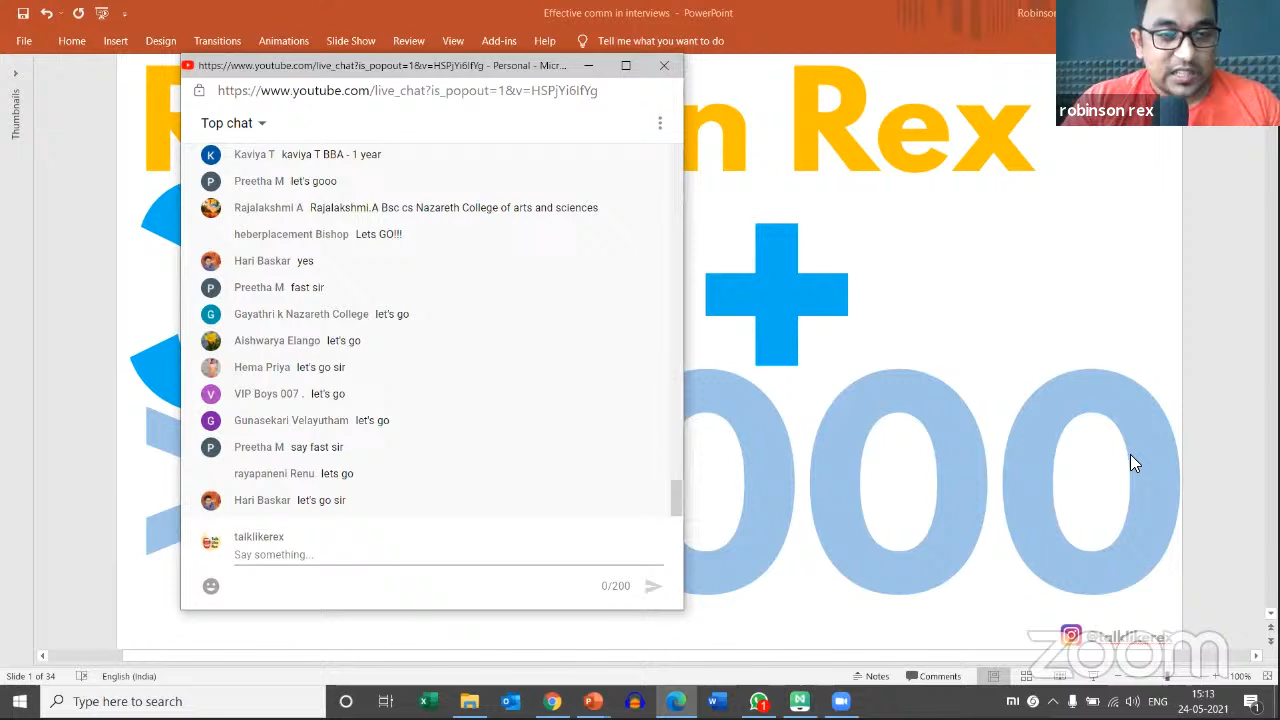 Effective comm in interviews - PowerPoint
Robinson
File Home Insert Design Transitions Animations Slide Show Review View Add-ins Help Tell me what you want to do
Thumbnails
https://www.youtube.com/live_chat?is_popout=1&v=HSPjYi6IfYg - Personal - Micr...
https://www.youtube.com/live_chat?is_popout=1&v=HSPjYi6IfYg
robinson rex
Top chat
n Rex
K Kaviya T kaviya T BBA - 1 year
P Preetha M let's gooo
Rajalakshmi A Rajalakshmi.A Bsc cs Nazareth College of arts and sciences
heberplacement Bishop Lets GO!!!
Hari Baskar yes
P Preetha M fast sir
G Gayathri k Nazareth College let's go
Aishwarya Elango let's go
Hema Priya let's go sir
V VIP Boys 007 . let's go
G Gunasekari Velayutham let's go
P Preetha M say fast sir
rayapaneni Renu lets go
Hari Baskar let's go sir
+
000
talklikerex
Say something...
0/200
@talklikerex
zoom
Slide 1 of 34 English (India) Notes Comments 100%
Type here to search
1
15:13
24-05-2021